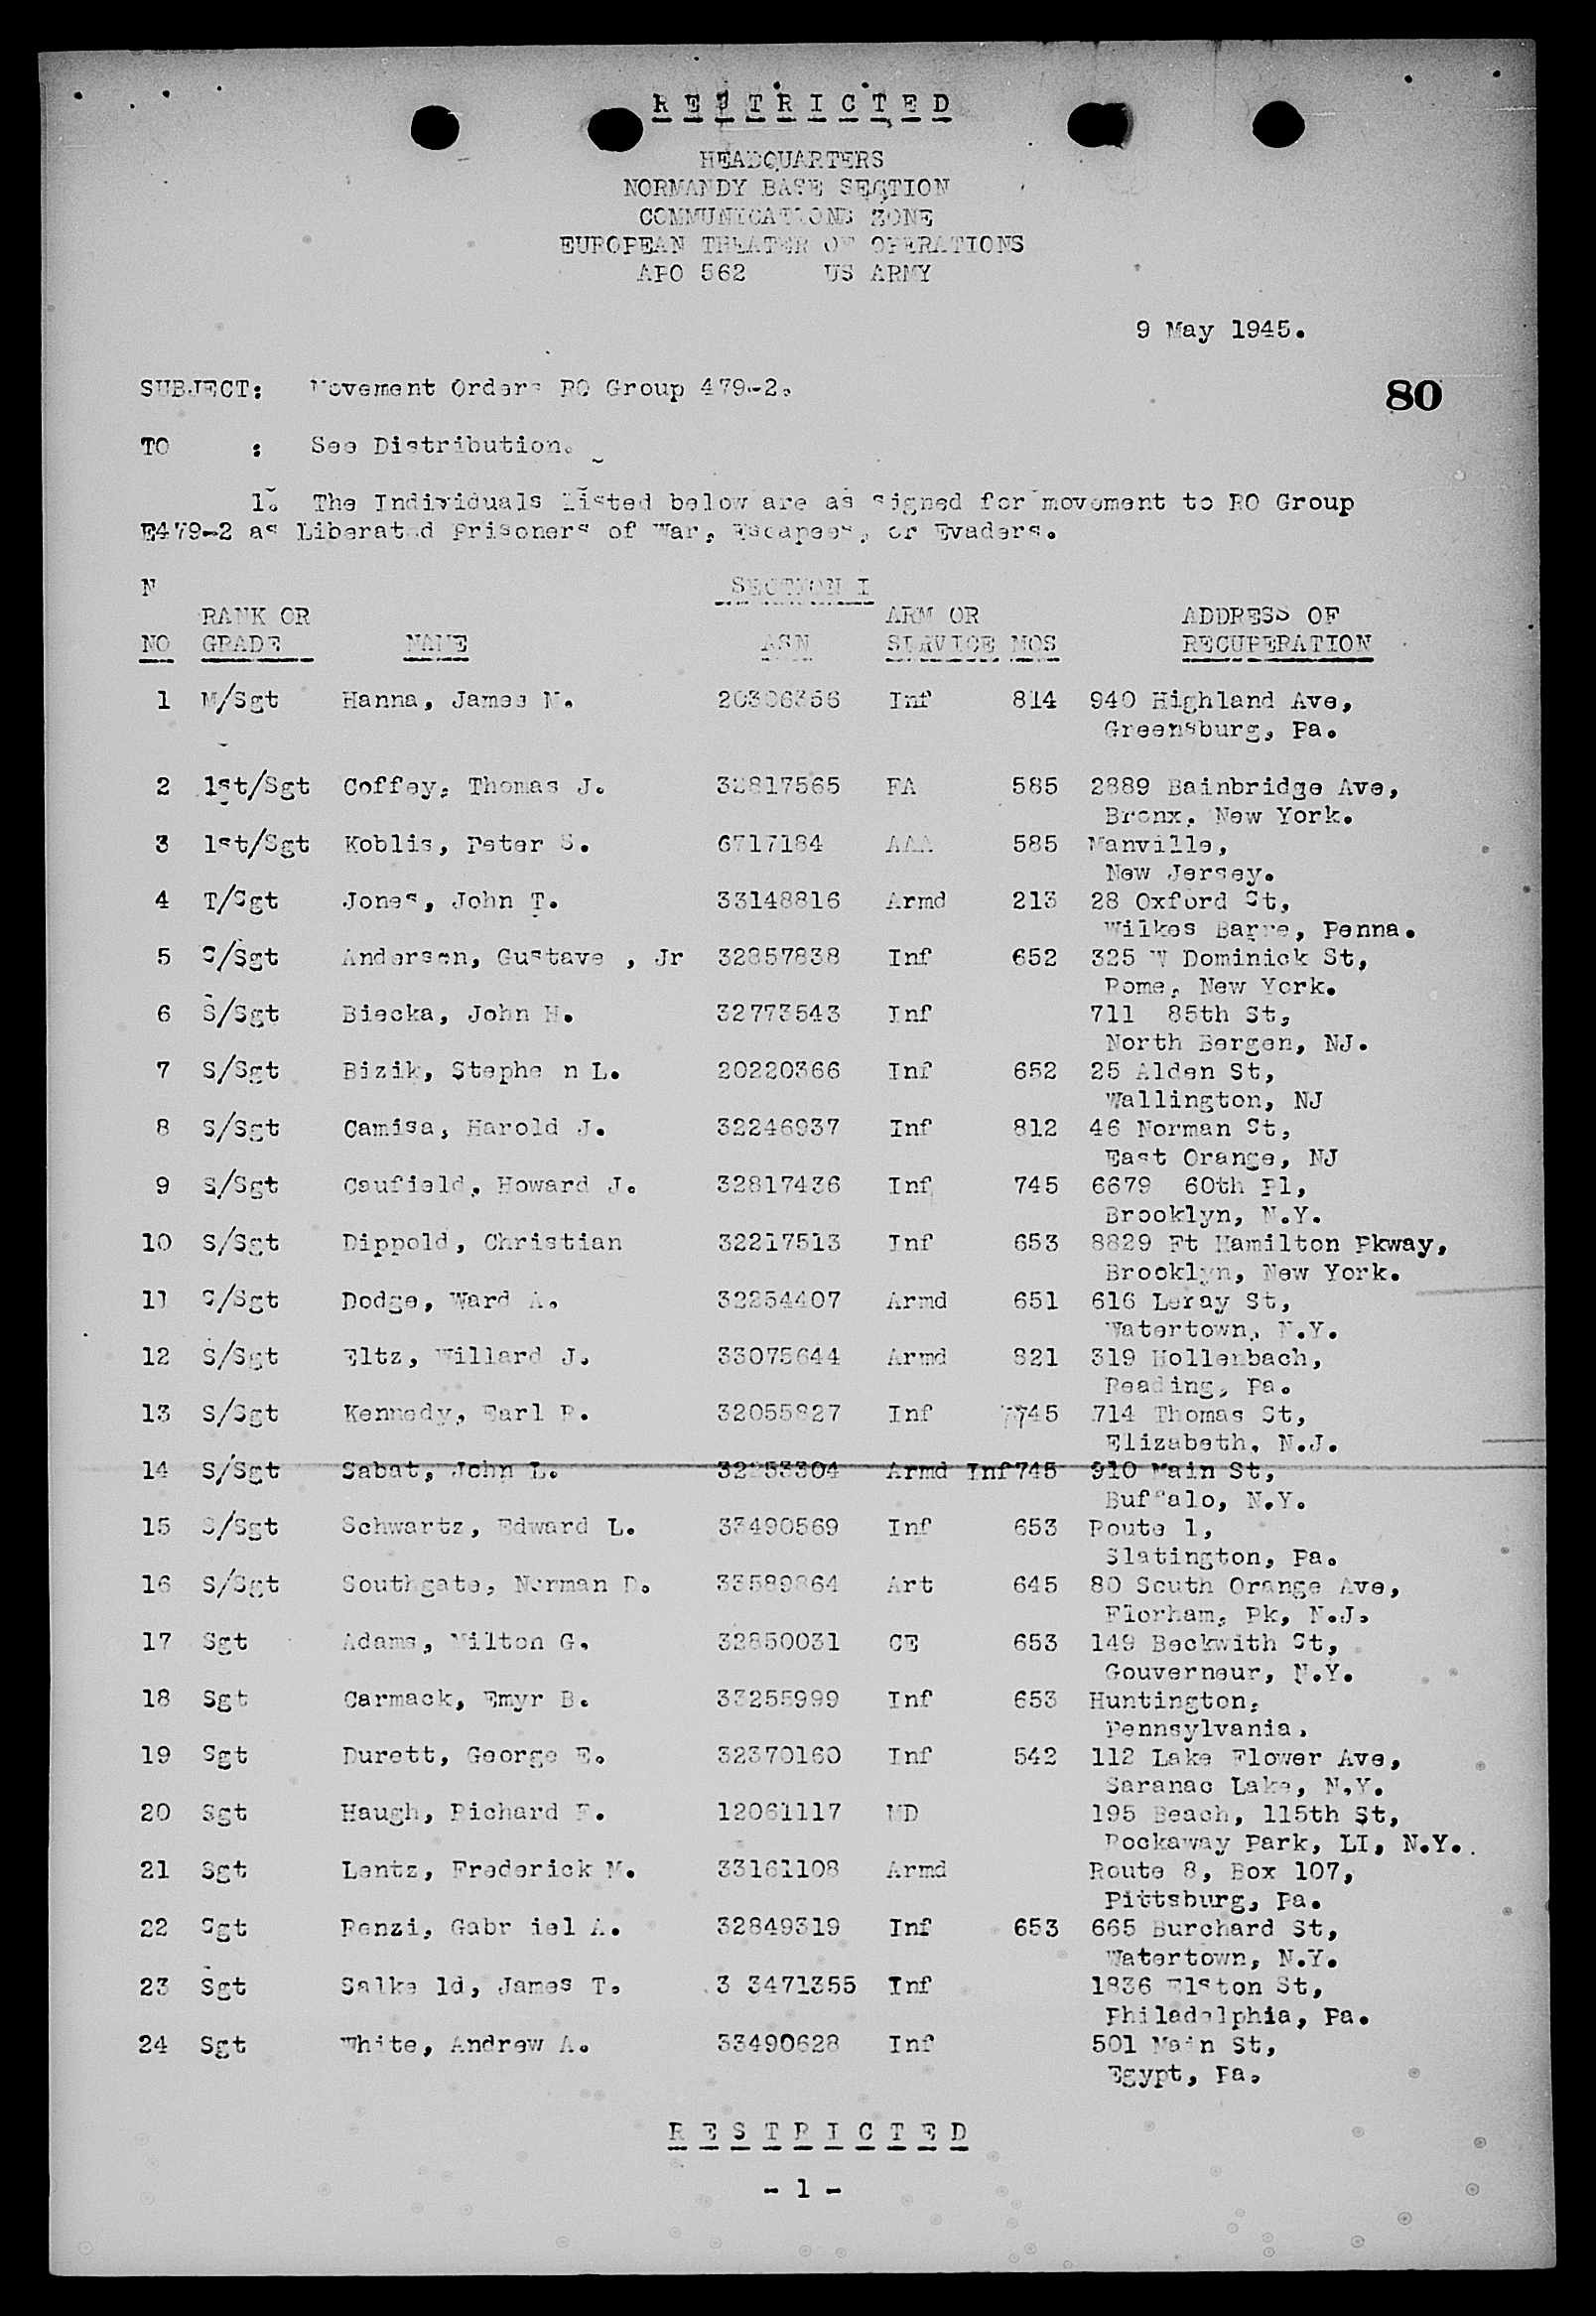 R E S T R I C T E D
HEADQUARTERS
NORMANDY BASE SECTION
COMMUNICATIONS ZONE
EUROPEAN THEATER OF OPERATIONS
APO 562 US ARMY
9 May 1945.
SUBJECT: Movement Orders RO Group 479-2.
80
TO : See Distribution.
1. The Individuals listed below are as signed for movement to RO Group
E479-2 as Liberated Prisoners of War, Escapees, or Evaders.
N SECTION I
RANK OR ARM OR ADDRESS OF
NO GRADE NAME ASN SERVICE MOS RECUPERATION
1 M/Sgt Hanna, James M. 20306356 Inf 814 940 Highland Ave,
Greensburg, Pa.
2 1st/Sgt Coffey, Thomas J. 32817565 FA 585 2889 Bainbridge Ave,
Bronx, New York.
3 1st/Sgt Koblis, Peter S. 6717184 AAA 585 Manville,
New Jersey.
4 T/Sgt Jones, John T. 33148816 Armd 213 28 Oxford St,
Wilkes Barre, Penna.
5 S/Sgt Anderson, Gustave , Jr 32857838 Inf 652 325 W Dominick St,
Rome, New York.
6 S/Sgt Biecka, John H. 32773543 Inf 711 85th St,
North Bergen, NJ.
7 S/Sgt Bizik, Stephe n L. 20220366 Inf 652 25 Alden St,
Wallington, NJ
8 S/Sgt Camisa, Harold J. 32246937 Inf 812 46 Norman St,
East Orange, NJ
9 S/Sgt Caufield, Howard J. 32817436 Inf 745 6679 60th Pl,
Brooklyn, N.Y.
10 S/Sgt Dippold, Christian 32217513 Inf 653 8829 Ft Hamilton Pkway,
Brooklyn, New York.
11 S/Sgt Dodge, Ward A. 32254407 Armd 651 616 Leray St,
Watertown, N.Y.
12 S/Sgt Eltz, Willard J. 33075644 Armd 821 319 Hollenbach,
Reading, Pa.
13 S/Sgt Kennedy, Earl R. 32055827 Inf 745 714 Thomas St,
Elizabeth, N.J.
14 S/Sgt Sabat, John L. 32253304 Armd Inf 745 910 Main St,
Buffalo, N.Y.
15 S/Sgt Schwartz, Edward L. 33490569 Inf 653 Route 1,
Slatington, Pa.
16 S/Sgt Southgate, Norman D. 33589864 Art 645 80 South Orange Ave,
Florham, Pk, N.J.
17 Sgt Adams, Milton G. 32850031 CE 653 149 Beckwith St,
Gouverneur, N.Y.
18 Sgt Carmack, Emyr B. 33255999 Inf 653 Huntington,
Pennsylvania.
19 Sgt Durett, George E. 32370160 Inf 542 112 Lake Flower Ave,
Saranac Lake, N.Y.
20 Sgt Haugh, Richard F. 12061117 MD 195 Beach, 115th St,
Rockaway Park, LI, N.Y.
21 Sgt Lentz, Frederick M. 33161108 Armd Route 8, Box 107,
Pittsburg, Pa.
22 Sgt Renzi, Gabr iel A. 32849319 Inf 653 665 Burchard St,
Watertown, N.Y.
23 Sgt Salke ld, James T. 3 3471355 Inf 1836 Elston St,
Philadelphia, Pa.
24 Sgt White, Andrew A. 33490628 Inf 501 Main St,
Egypt, Pa.
R E S T R I C T E D
- 1 -